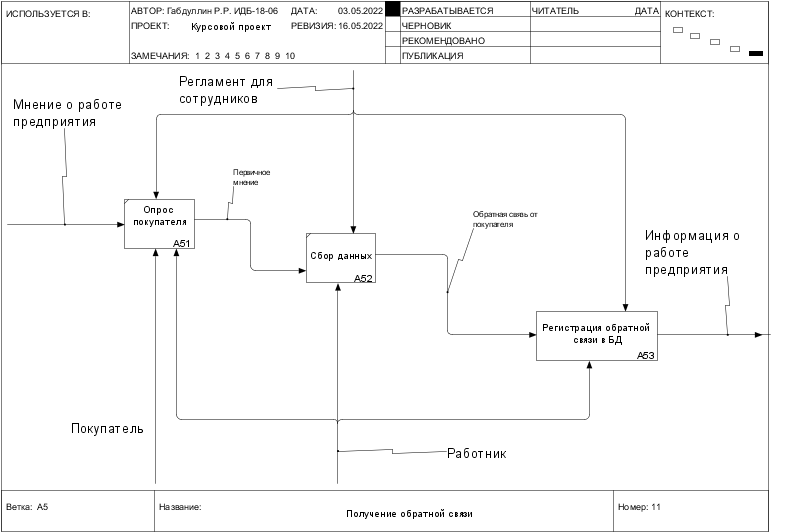 ИСПОЛЬЗУЕТСЯ В:
АВТОР: Габдуллин Р.Р. ИДБ-18-06
ДАТА: 03.05.2022
РАЗРАБАТЫВАЕТСЯ
ЧИТАТЕЛЬ
ДАТА
КОНТЕКСТ:
ПРОЕКТ: Курсовой проект
РЕВИЗИЯ: 16.05.2022
ЧЕРНОВИК
РЕКОМЕНДОВАНО
ЗАМЕЧАНИЯ: 1 2 3 4 5 6 7 8 9 10
ПУБЛИКАЦИЯ
Регламент для
сотрудников
Мнение о работе
предприятия
Первичное
мнение
Опрос
покупателя
A51
Обратная связь от
покупателя
Сбор данных
A52
Информация о
работе
предприятия
Регистрация обратной
связи в БД
A53
Покупатель
Работник
Ветка: A5
Название:
Получение обратной связи
Номер: 11